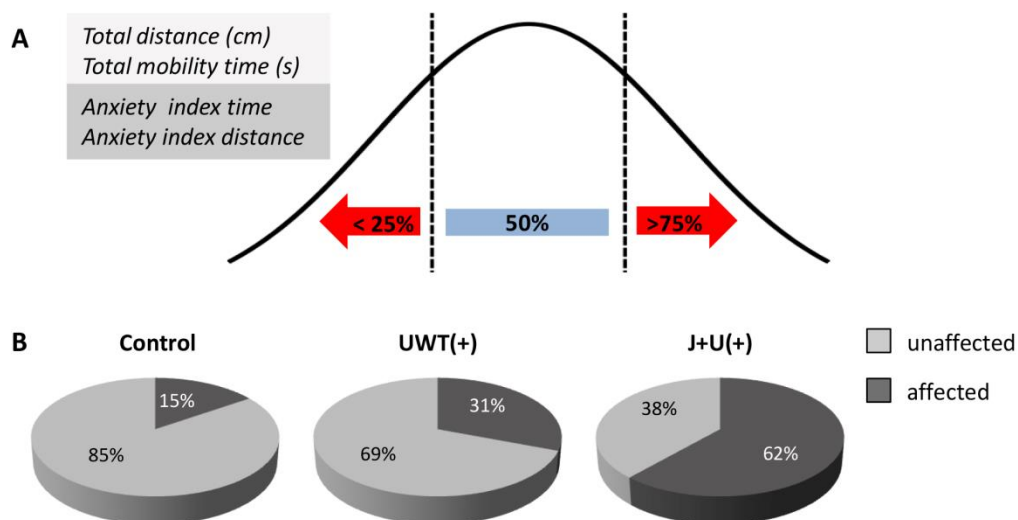 A
Total distance (cm)
Total mobility time (s)
Anxiety index time
Anxiety index distance
< 25%
50%
>75%
B
Control
UWT(+)
J+U(+)
unaffected
affected
15%
85%
31%
69%
38%
62%